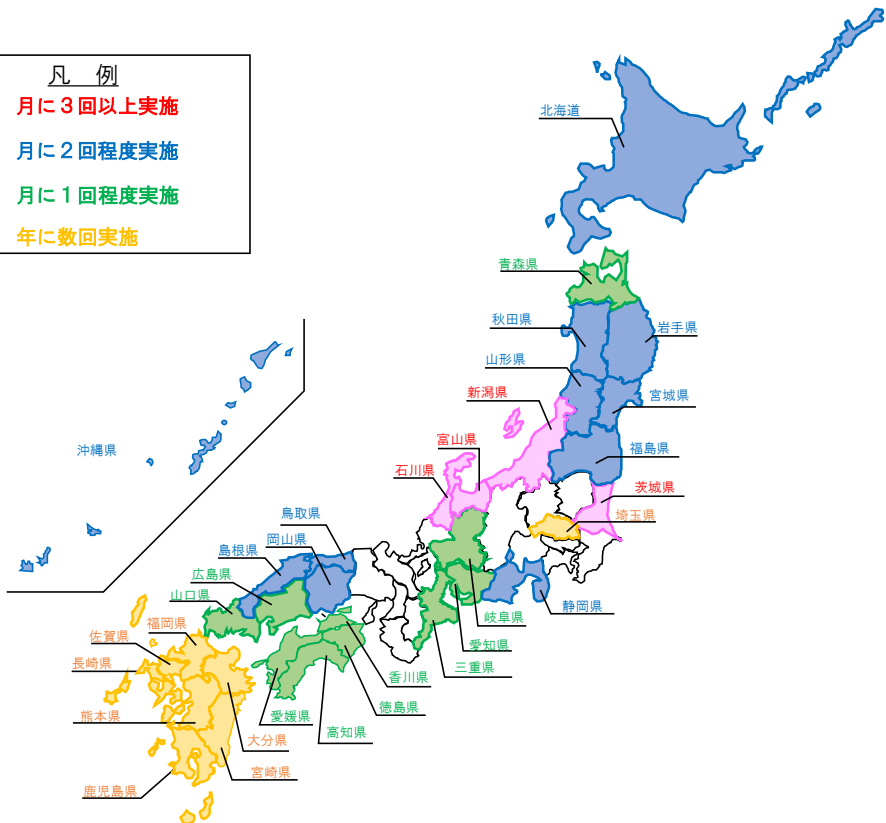 凡　例
月に３回以上実施
月に２回程度実施
月に１回程度実施
年に数回実施
北海道
青森県
秋田県
岩手県
山形県
新潟県
宮城県
富山県
福島県
沖縄県
石川県
茨城県
埼玉県
鳥取県
岡山県
島根県
広島県
山口県
静岡県
福岡県
岐阜県
佐賀県
愛知県
長崎県
三重県
香川県
徳島県
熊本県
愛媛県
高知県
大分県
宮崎県
鹿児島県